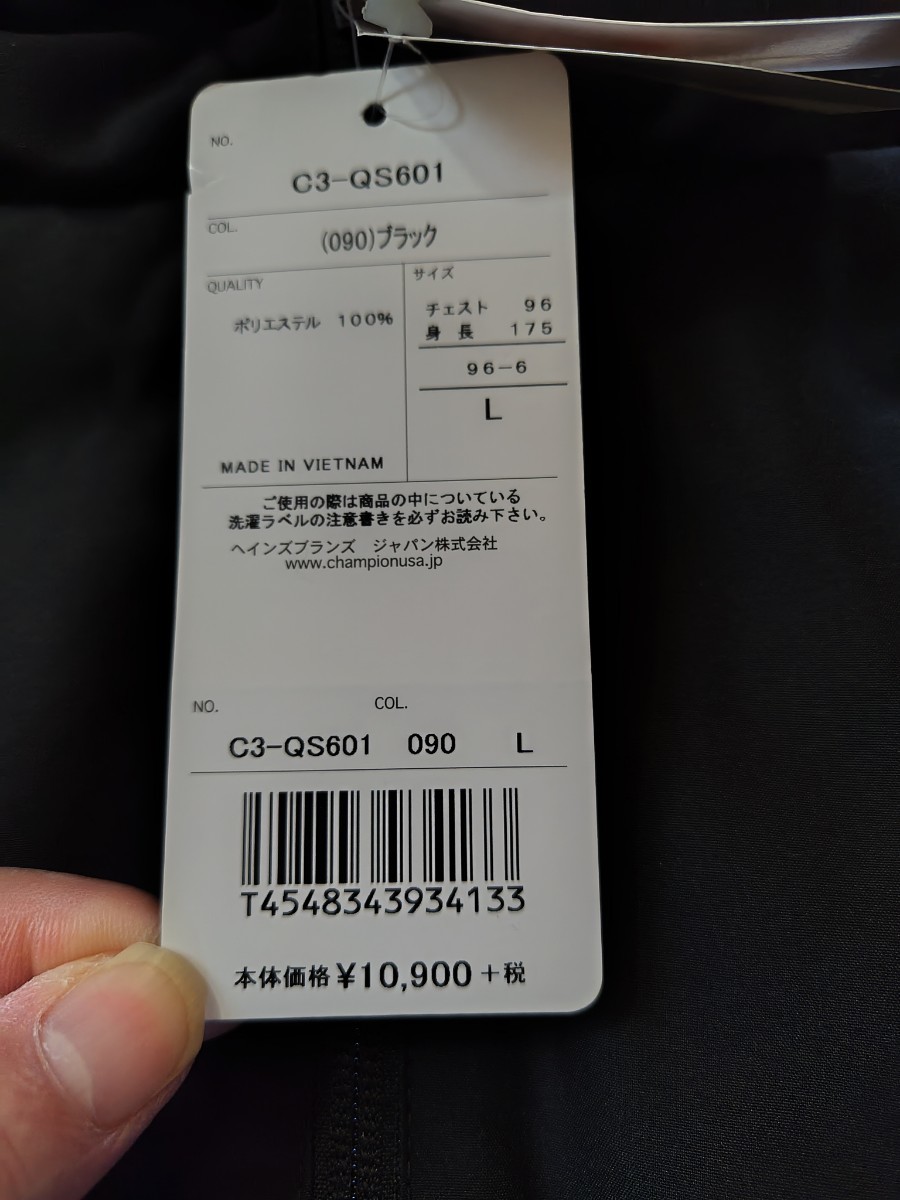 NO.
C3-QS601
COL.
(090)ブラック
QUALITY
ポリエステル 100%
MADE IN VIETNAM
サイズ
チェスト 96
身 長 175
96-6
L
ご使用の際は商品の中についている
洗濯ラベルの注意書きを必ずお読み下さい。
ヘインズブランズ ジャパン株式会社
www.championusa.jp
NO. COL.
C3-QS601 090 L
T4548343934133
本体価格¥10,900+税